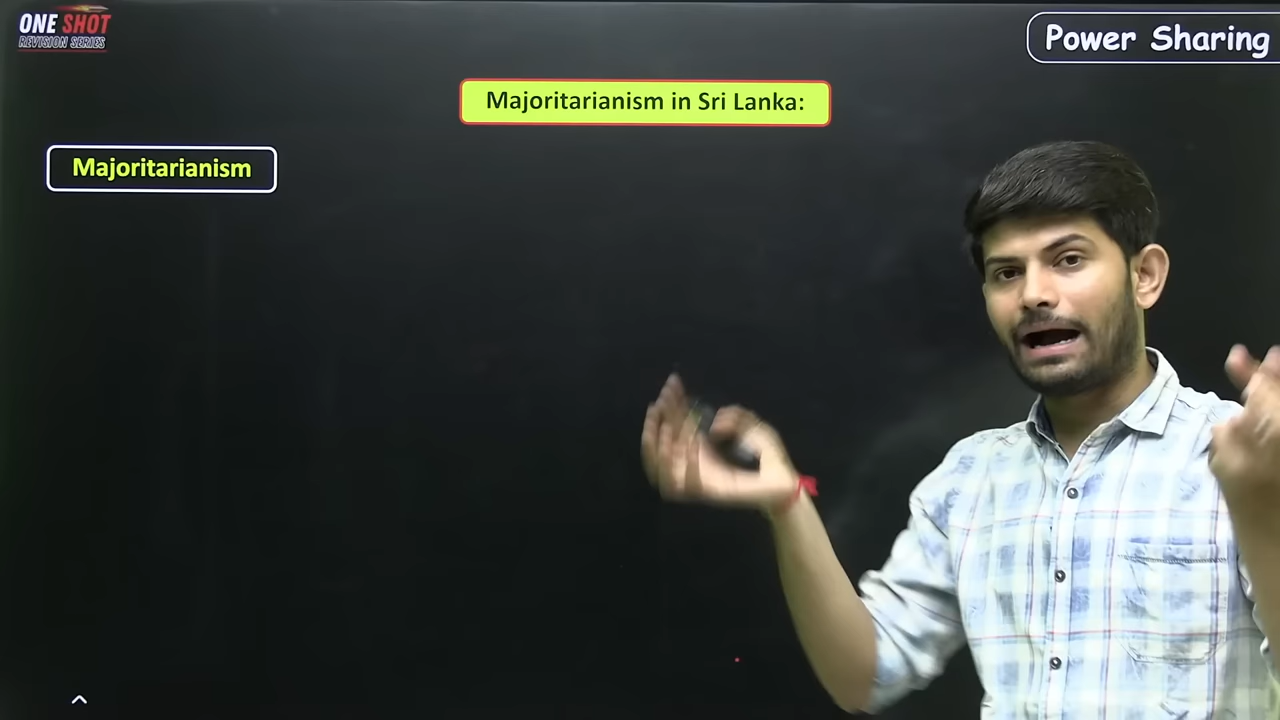 ONE SHOT
REVISION SERIES
Power Sharing
Majoritarianism in Sri Lanka:
Majoritarianism